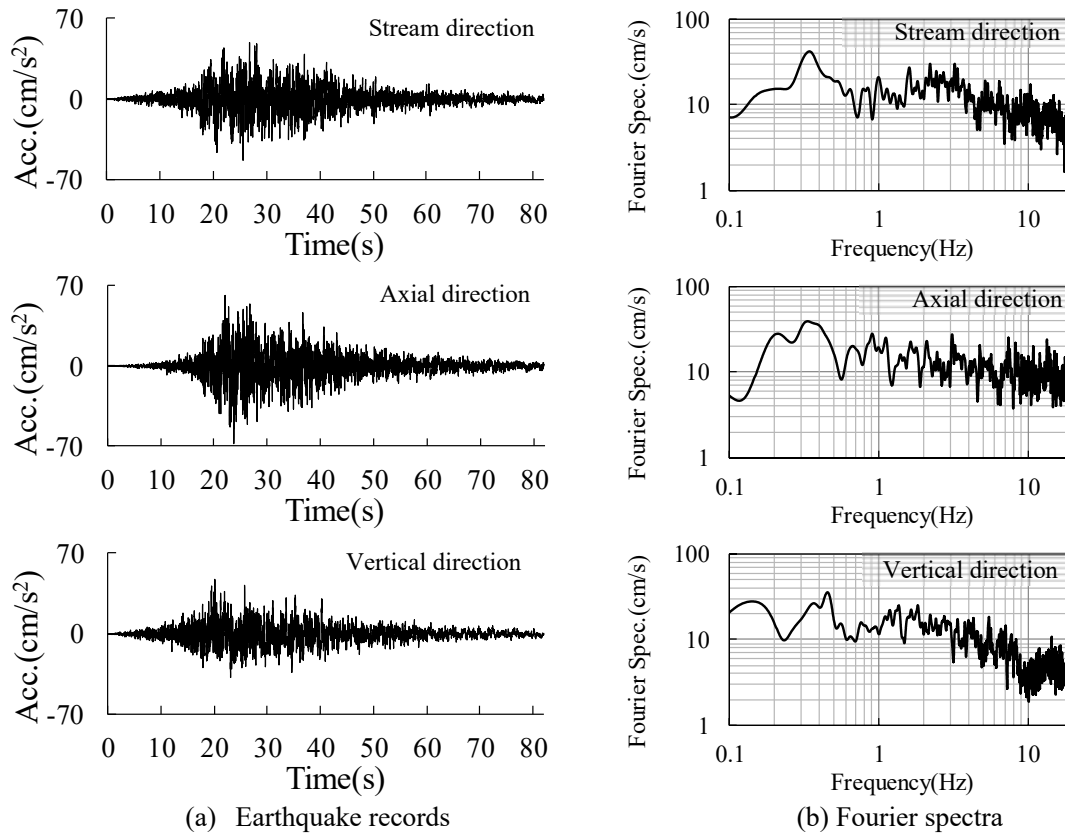 70
Stream direction
0
-70
Acc.(cm/s²)
0 10 20 30 40 50 60 70 80
Time(s)
100
Stream direction
10
1
Fourier Spec.(cm/s)
0.1 1 10
Frequency(Hz)
70
Axial direction
0
-70
Acc.(cm/s²)
0 10 20 30 40 50 60 70 80
Time(s)
100
Axial direction
10
1
Fourier Spec.(cm/s)
0.1 1 10
Frequency(Hz)
70
Vertical direction
0
-70
Acc.(cm/s²)
0 10 20 30 40 50 60 70 80
Time(s)
100
Vertical direction
10
1
Fourier Spec.(cm/s)
0.1 1 10
Frequency(Hz)
(a) Earthquake records
(b) Fourier spectra